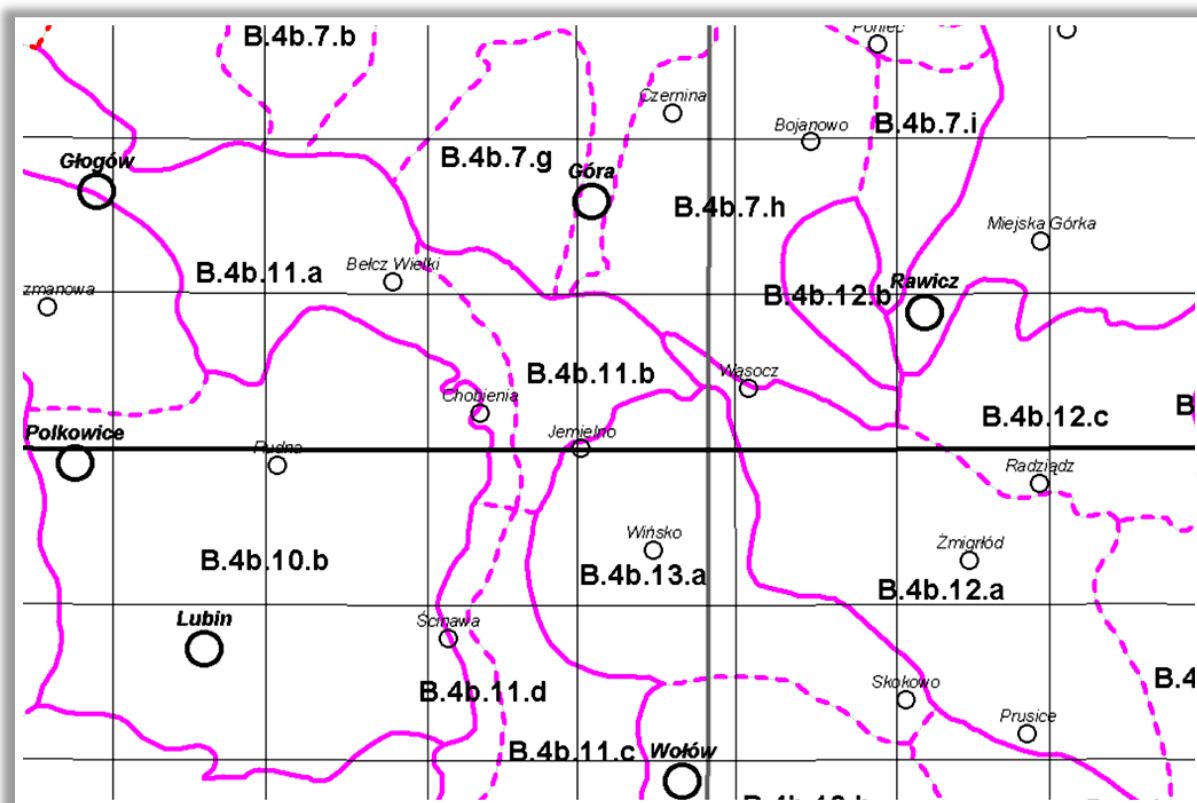 B.4b.7.b
Poniec
Czernina
Bojanowo
B.4b.7.i
Głogów
B.4b.7.g
Góra
B.4b.7.h
Miejska Górka
B.4b.11.a
Bełcz Wielki
zmanowa
B.4b.12.b
Rawicz
B.4b.11.b
Wąsocz
Chobienia
B.4b.12.c
B
Polkowice
Jemielno
Rudna
Radziądz
Wińsko
Żmigród
B.4b.10.b
B.4b.13.a
B.4b.12.a
Lubin
Ścinawa
B.4b.11.d
Skokowo
B.4
Prusice
B.4b.11.c
Wołów